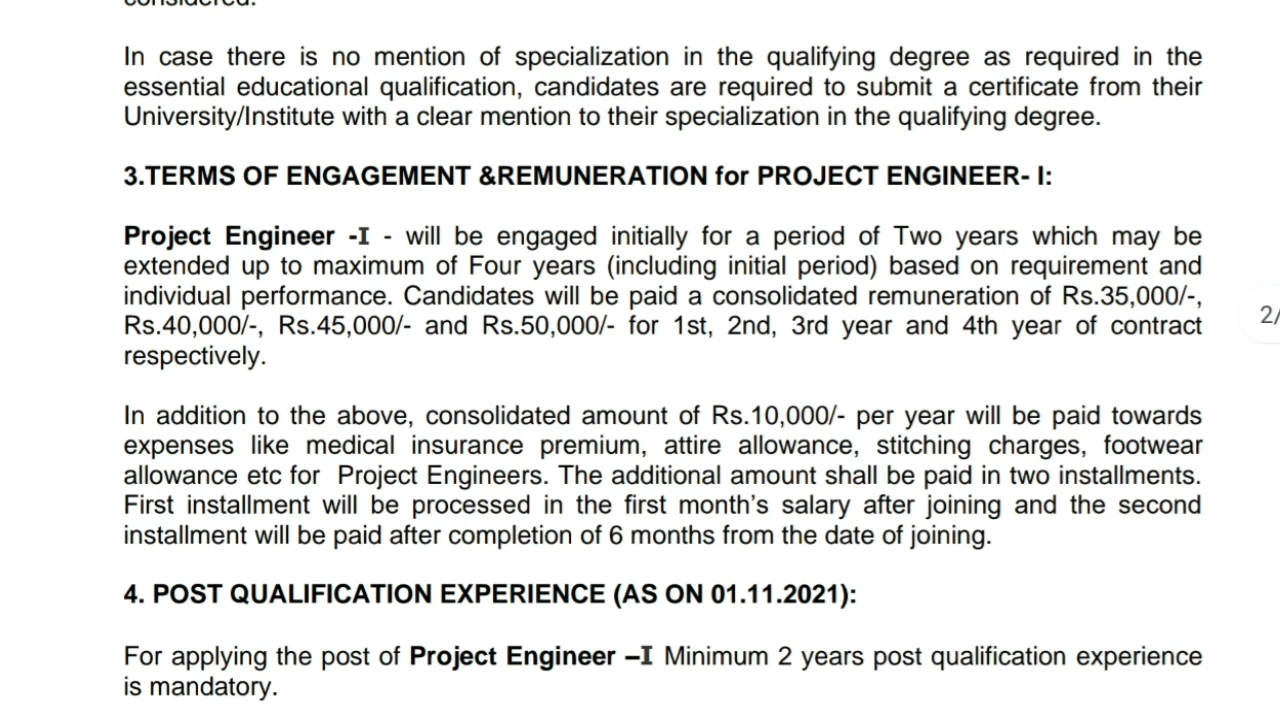 considered.
In case there is no mention of specialization in the qualifying degree as required in the
essential educational qualification, candidates are required to submit a certificate from their
University/Institute with a clear mention to their specialization in the qualifying degree.
3.TERMS OF ENGAGEMENT &REMUNERATION for PROJECT ENGINEER- I:
Project Engineer -I - will be engaged initially for a period of Two years which may be
extended up to maximum of Four years (including initial period) based on requirement and
individual performance. Candidates will be paid a consolidated remuneration of Rs.35,000/-,
Rs.40,000/-, Rs.45,000/- and Rs.50,000/- for 1st, 2nd, 3rd year and 4th year of contract
respectively.
2/
In addition to the above, consolidated amount of Rs.10,000/- per year will be paid towards
expenses like medical insurance premium, attire allowance, stitching charges, footwear
allowance etc for Project Engineers. The additional amount shall be paid in two installments.
First installment will be processed in the first month’s salary after joining and the second
installment will be paid after completion of 6 months from the date of joining.
4. POST QUALIFICATION EXPERIENCE (AS ON 01.11.2021):
For applying the post of Project Engineer –I Minimum 2 years post qualification experience
is mandatory.